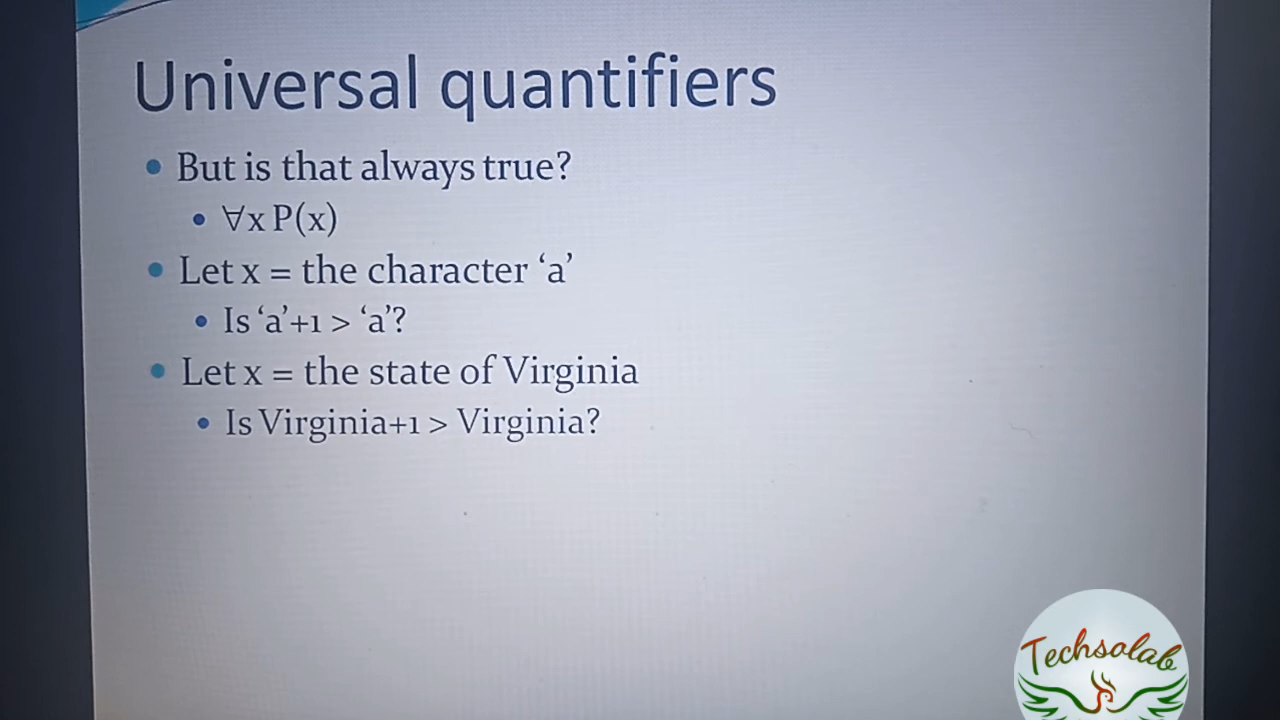 Universal quantifiers
• But is that always true?
• ∀x P(x)
• Let x = the character ‘a’
• Is ‘a’+1 > ‘a’?
• Let x = the state of Virginia
• Is Virginia+1 > Virginia?
Techsolab